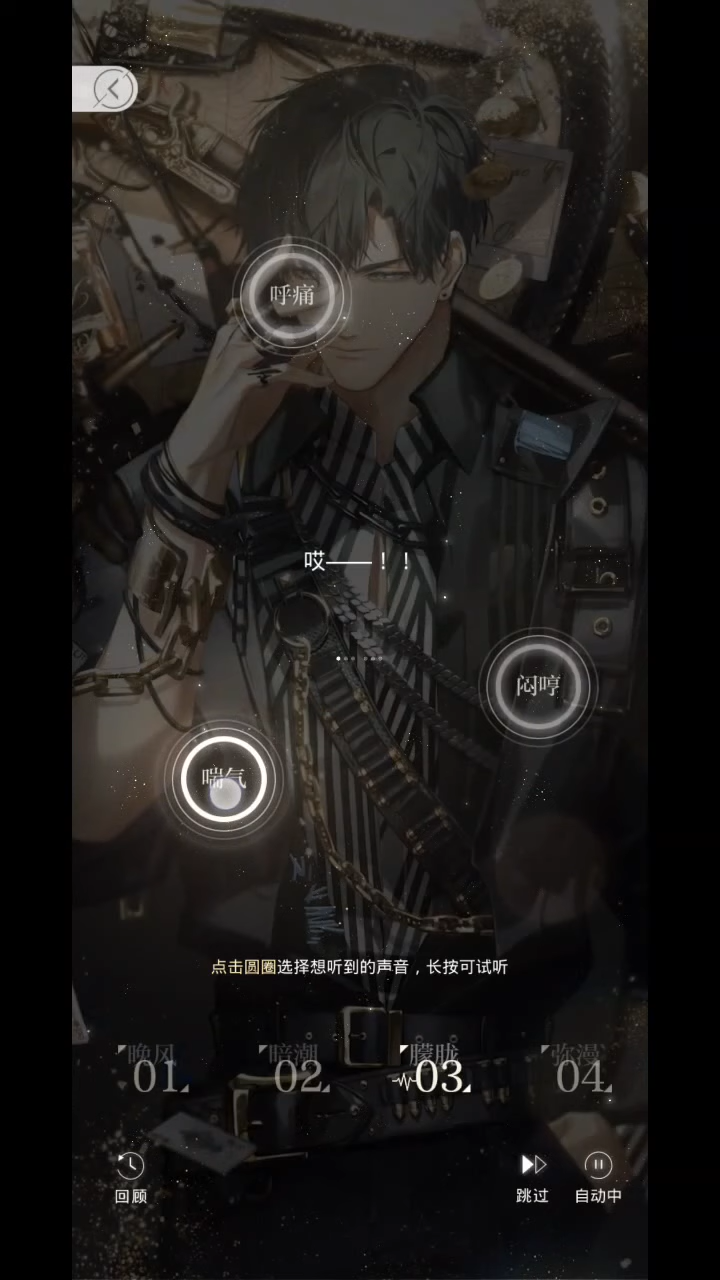 呼痛
哎——！！
闷哼
喘气
点击圆圈选择想听到的声音，长按可试听
晚风 暗潮 朦胧 弥漫
01 02 03 04
回顾 跳过 自动中